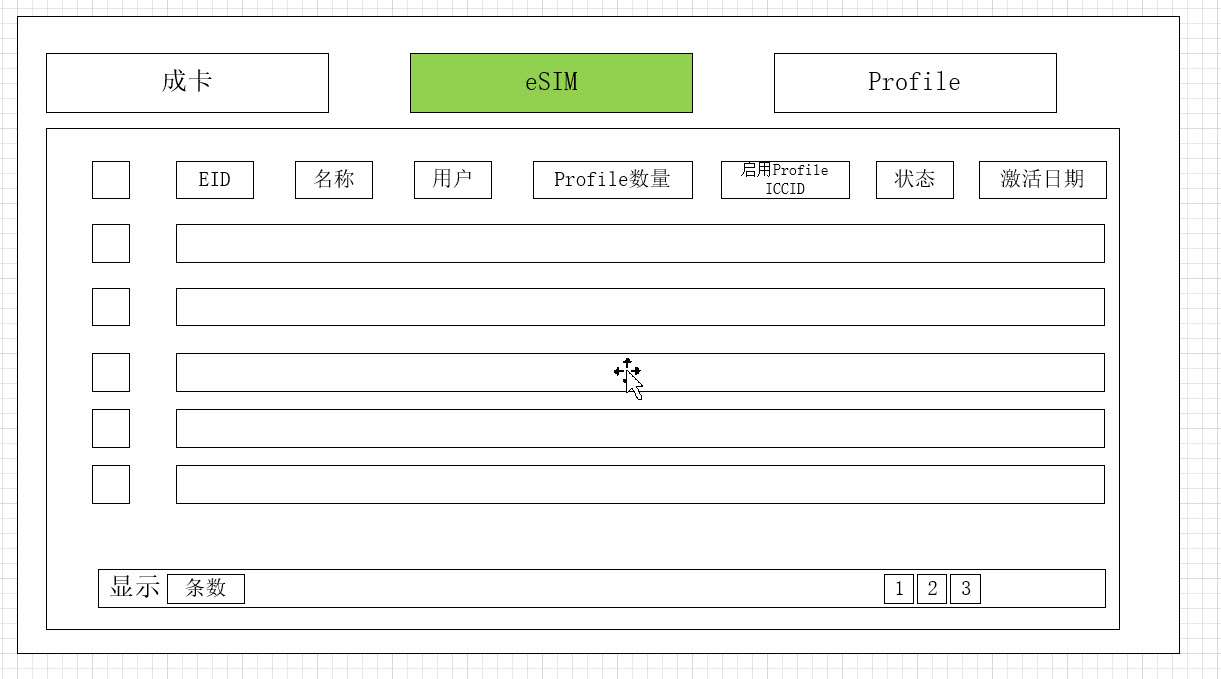 成卡
eSIM
Profile
EID
名称
用户
Profile数量
启用Profile
ICCID
状态
激活日期
显示
条数
1
2
3